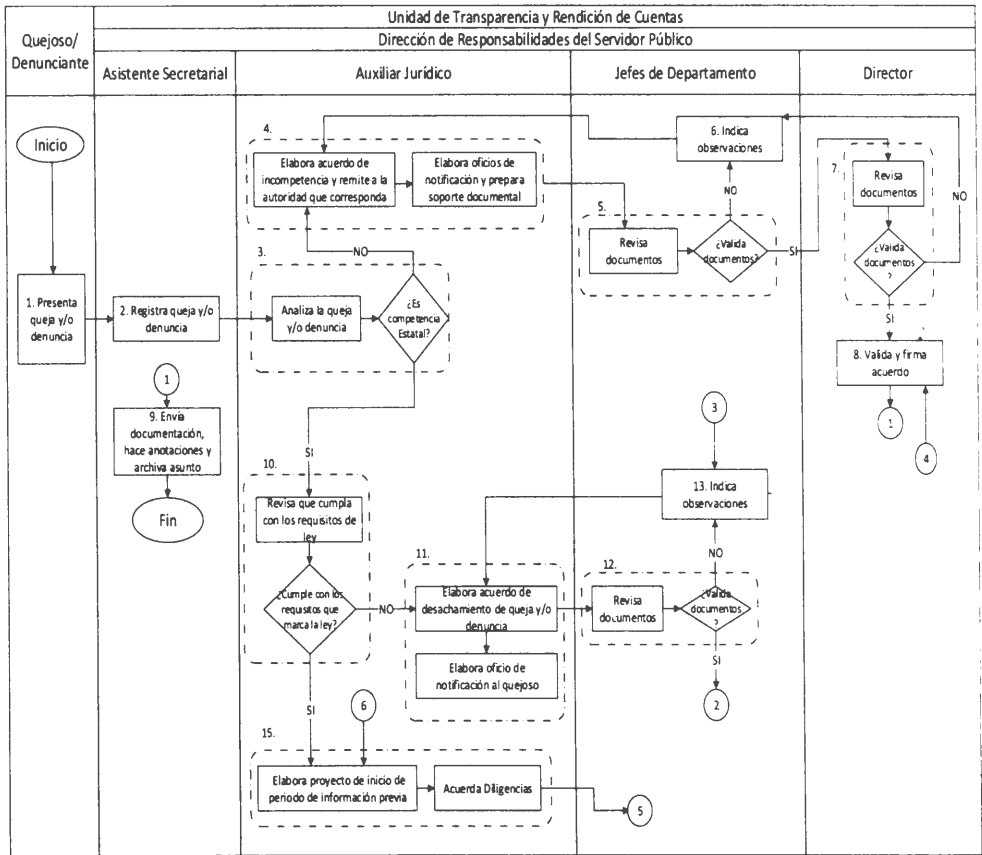 Quejoso/
Denunciante
Unidad de Transparencia y Rendición de Cuentas
Dirección de Responsabilidades del Servidor Público
Asistente Secretarial
Auxiliar Jurídico
Jefes de Departamento
Director
Inicio
1. Presenta
queja y/o
denuncia
2. Registra queja y/o
denuncia
3.
Analiza la queja
y/o denuncia
¿Es
competencia
Estatal?
NO
SI
4.
Elabora acuerdo de
incompetencia y remite a la
autoridad que corresponda
Elabora oficios de
notificación y prepara
soporte documental
5.
Revisa
documentos
¿Valida
documentos?
NO
SI
6. Indica
observaciones
7.
Revisa
documentos
¿Valida
documentos
?
NO
SI
8. Valida y firma
acuerdo
1
4
1
9. Envía
documentación,
hace anotaciones y
archiva asunto
Fin
10.
Revisa que cumpla
con los requisitos de
ley
¿Cumple con los
requisitos que
marca la ley?
NO
SI
11.
Elabora acuerdo de
desachamiento de queja y/o
denuncia
Elabora oficio de
notificación al quejoso
12.
Revisa
documentos
¿Valida
documentos
?
NO
SI
3
13. Indica
observaciones
2
6
15.
Elabora proyecto de inicio de
periodo de información previa
Acuerda Diligencias
5